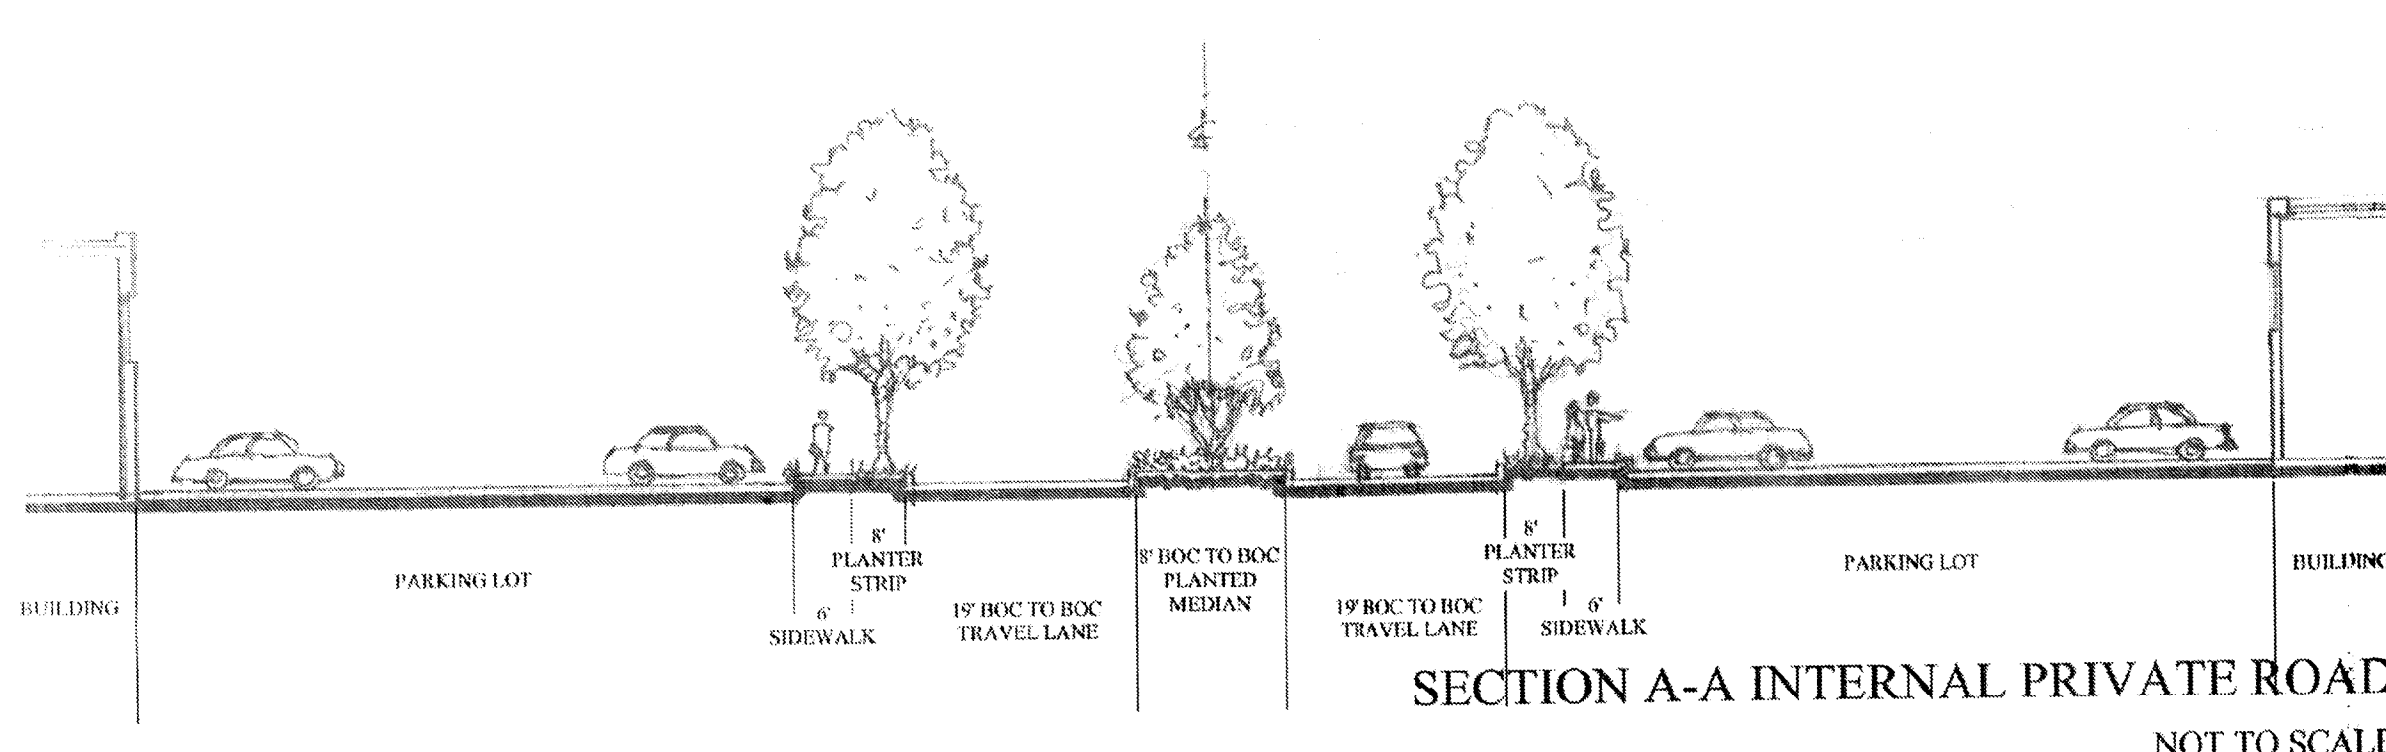 BUILDING
PARKING LOT
6'
SIDEWALK
8'
PLANTER
STRIP
19' BOC TO BOC
TRAVEL LANE
8' BOC TO BOC
PLANTED
MEDIAN
19' BOC TO BOC
TRAVEL LANE
8'
PLANTER
STRIP
6'
SIDEWALK
PARKING LOT
BUILDING
SECTION A-A INTERNAL PRIVATE ROAD
NOT TO SCALE